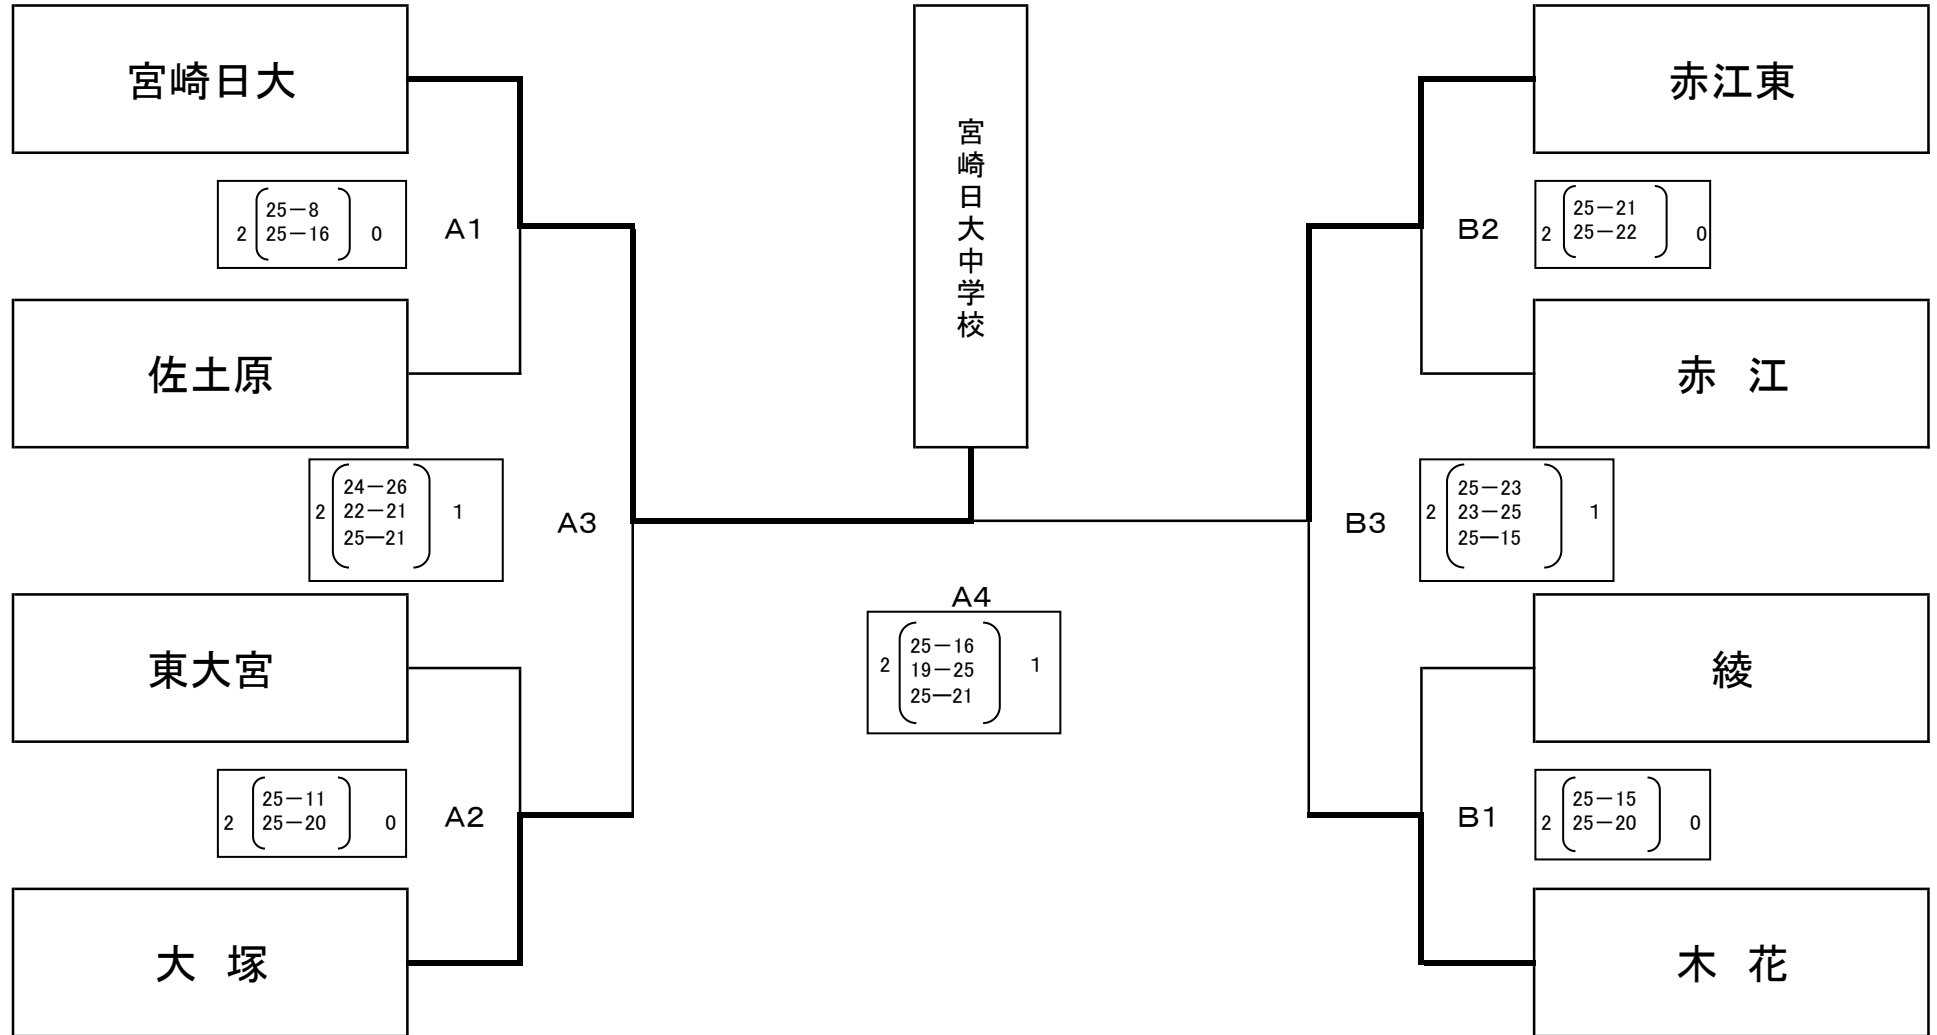 宮崎日大
2 25－8 0
25－16
A1
佐土原
2 24－26 1
22－21
25―21
A3
東大宮
2 25－11 0
25－20
A2
大 塚
宮崎日大中学校
A4
2 25－16 1
19－25
25―21
赤江東
B2
2 25－21 0
25－22
赤 江
B3
2 25－23 1
23－25
25―15
綾
B1
2 25－15 0
25－20
木 花